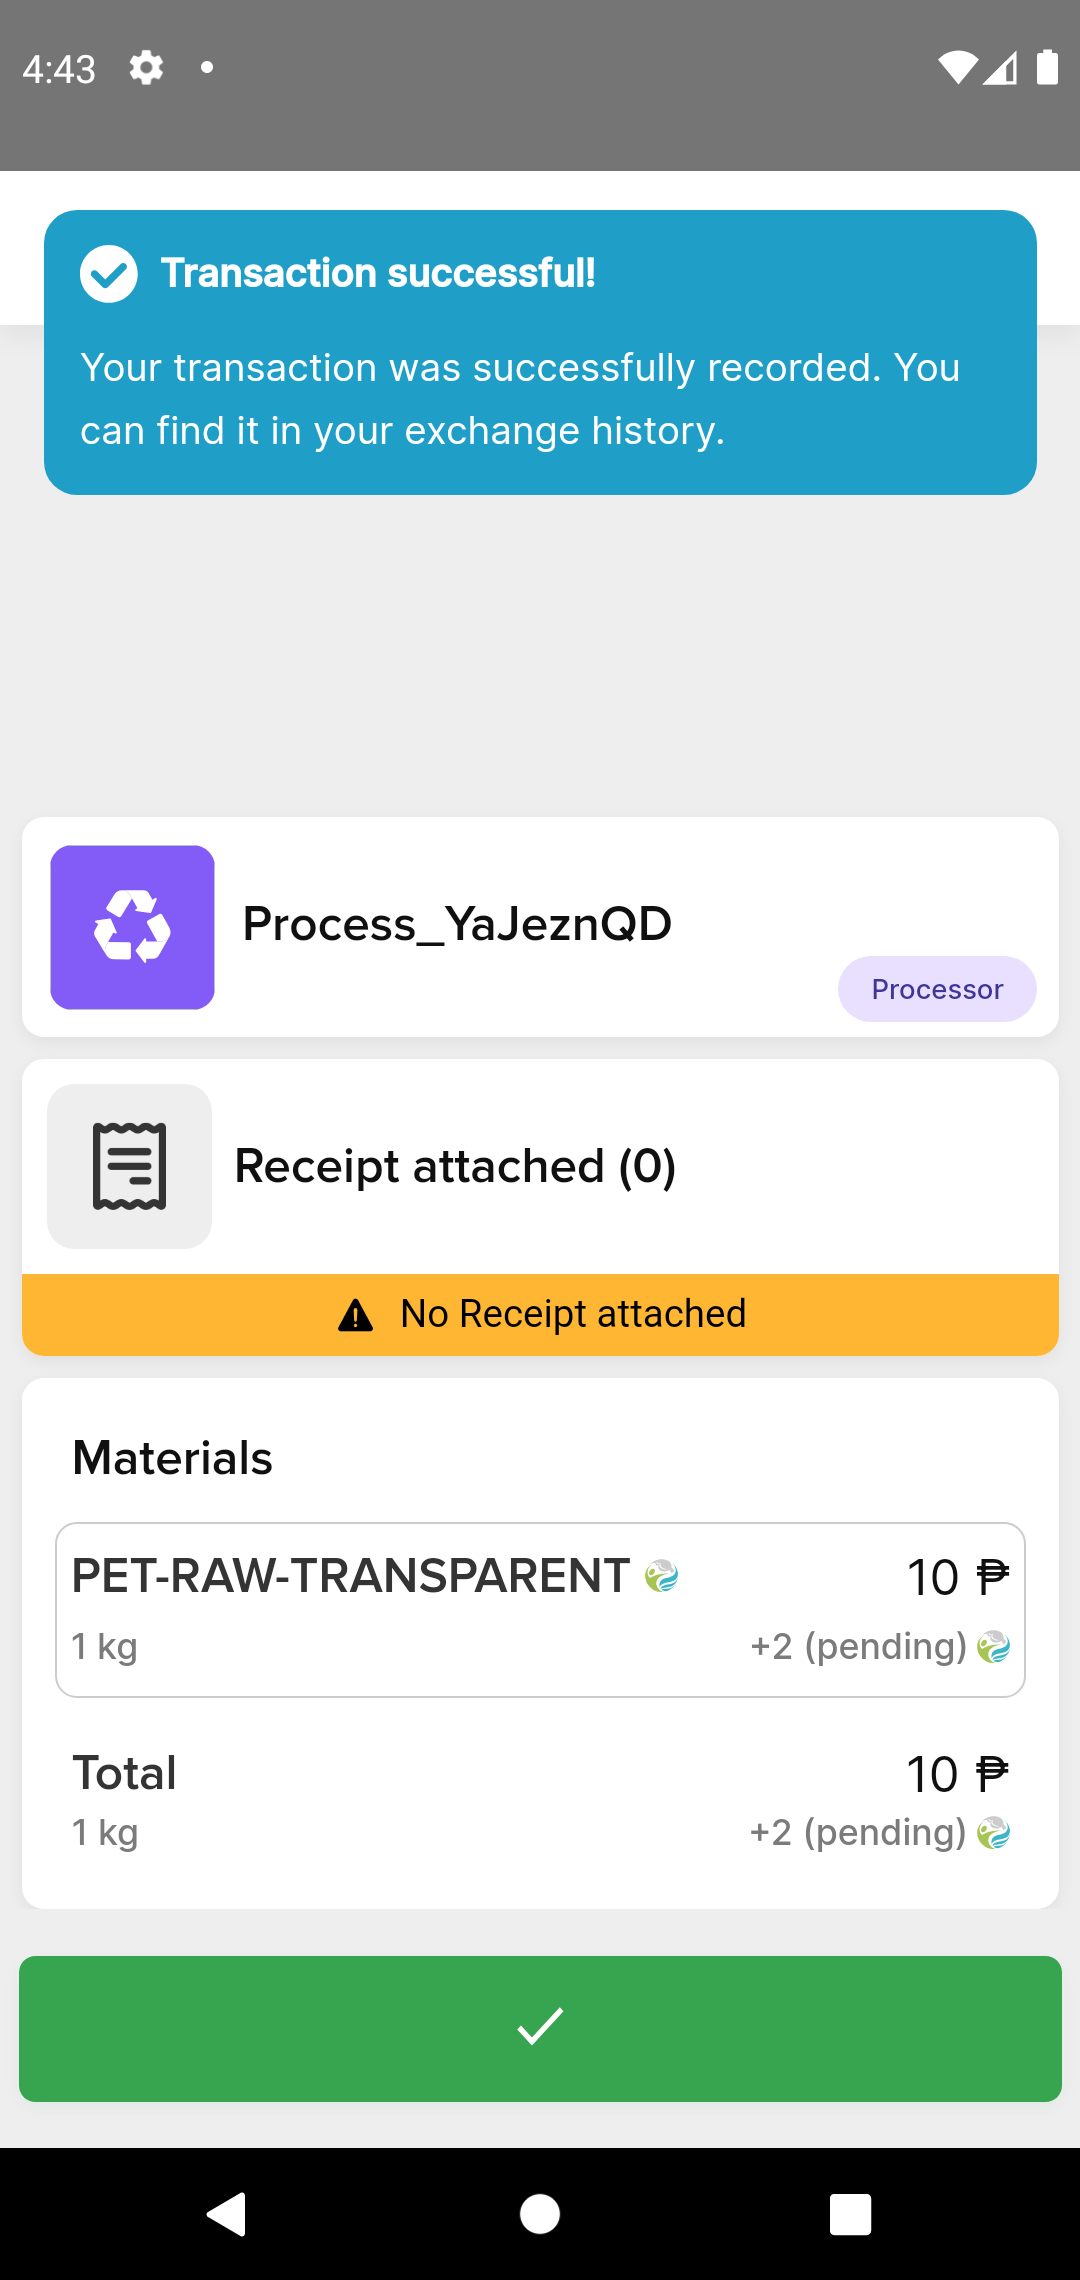 4:43
Transaction successful!
Your transaction was successfully recorded. You
can find it in your exchange history.
Process_YaJeznQD
Processor
Receipt attached (0)
No Receipt attached
Materials
PET-RAW-TRANSPARENT 10 ₱
1 kg +2 (pending)
Total 10 ₱
1 kg +2 (pending)